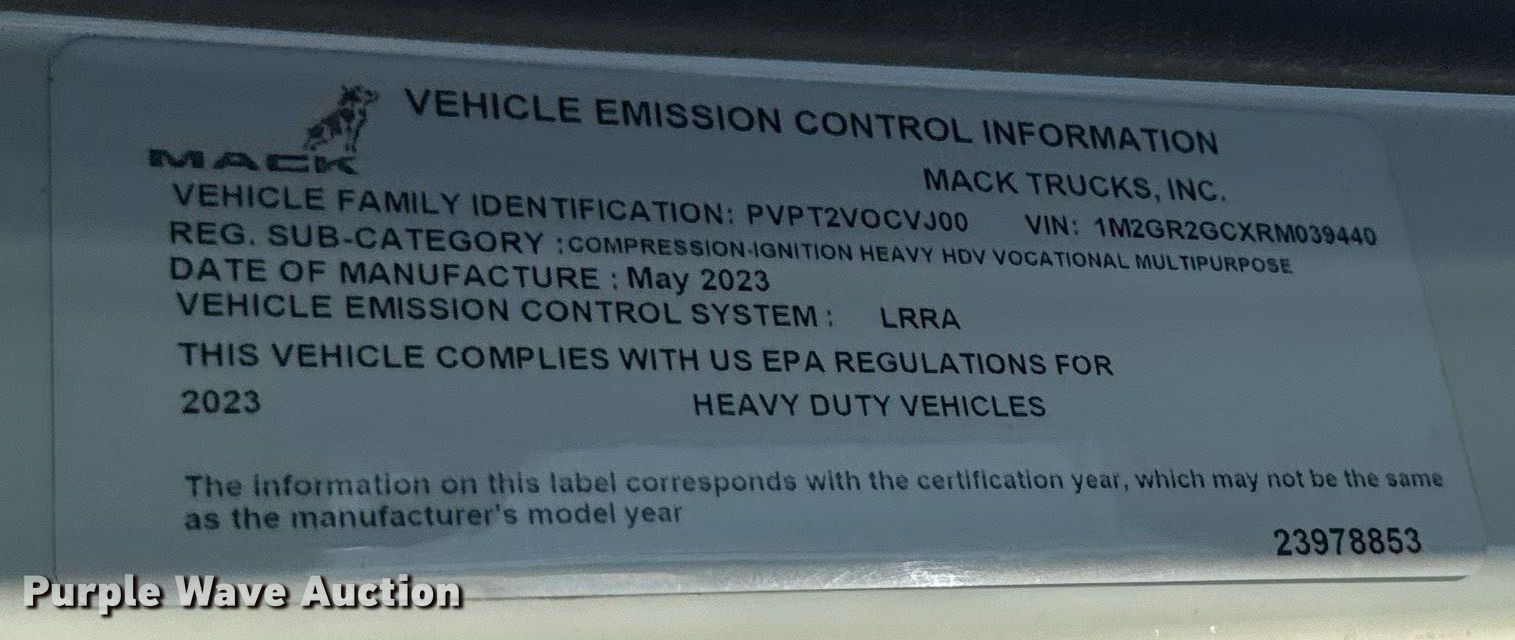 VEHICLE EMISSION CONTROL INFORMATION
MACK
MACK TRUCKS, INC.
VEHICLE FAMILY IDENTIFICATION: PVPT2VOCVJ00 VIN: 1M2GR2GCXRM039440
REG. SUB-CATEGORY :COMPRESSION-IGNITION HEAVY HDV VOCATIONAL MULTIPURPOSE
DATE OF MANUFACTURE : May 2023
VEHICLE EMISSION CONTROL SYSTEM : LRRA
THIS VEHICLE COMPLIES WITH US EPA REGULATIONS FOR
2023 HEAVY DUTY VEHICLES
The information on this label corresponds with the certification year, which may not be the same
as the manufacturer's model year
23978853
Purple Wave Auction